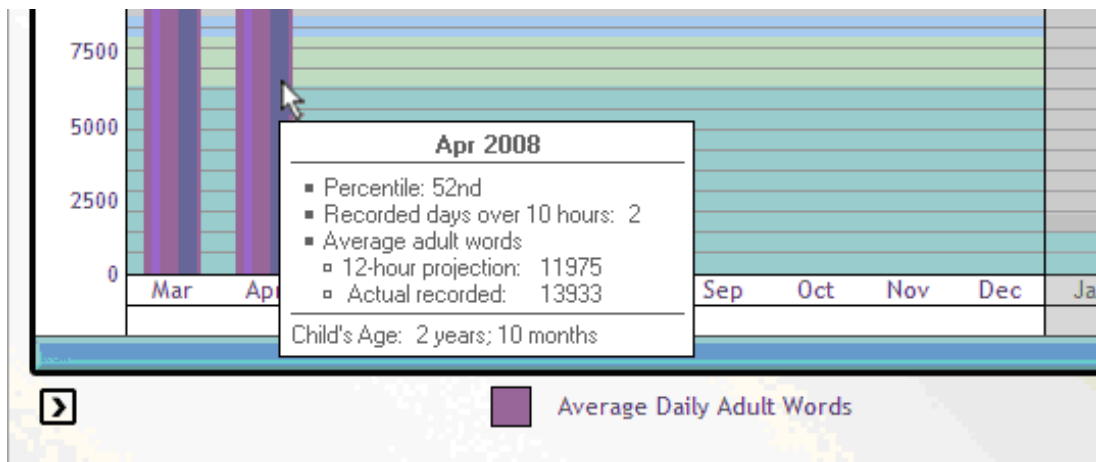 7500
5000
2500
0
Apr 2008
Percentile: 52nd
Recorded days over 10 hours: 2
Average adult words
12-hour projection: 11975
Actual recorded: 13933
Child's Age: 2 years; 10 months
Mar Apr Sep Oct Nov Dec Ja
Average Daily Adult Words